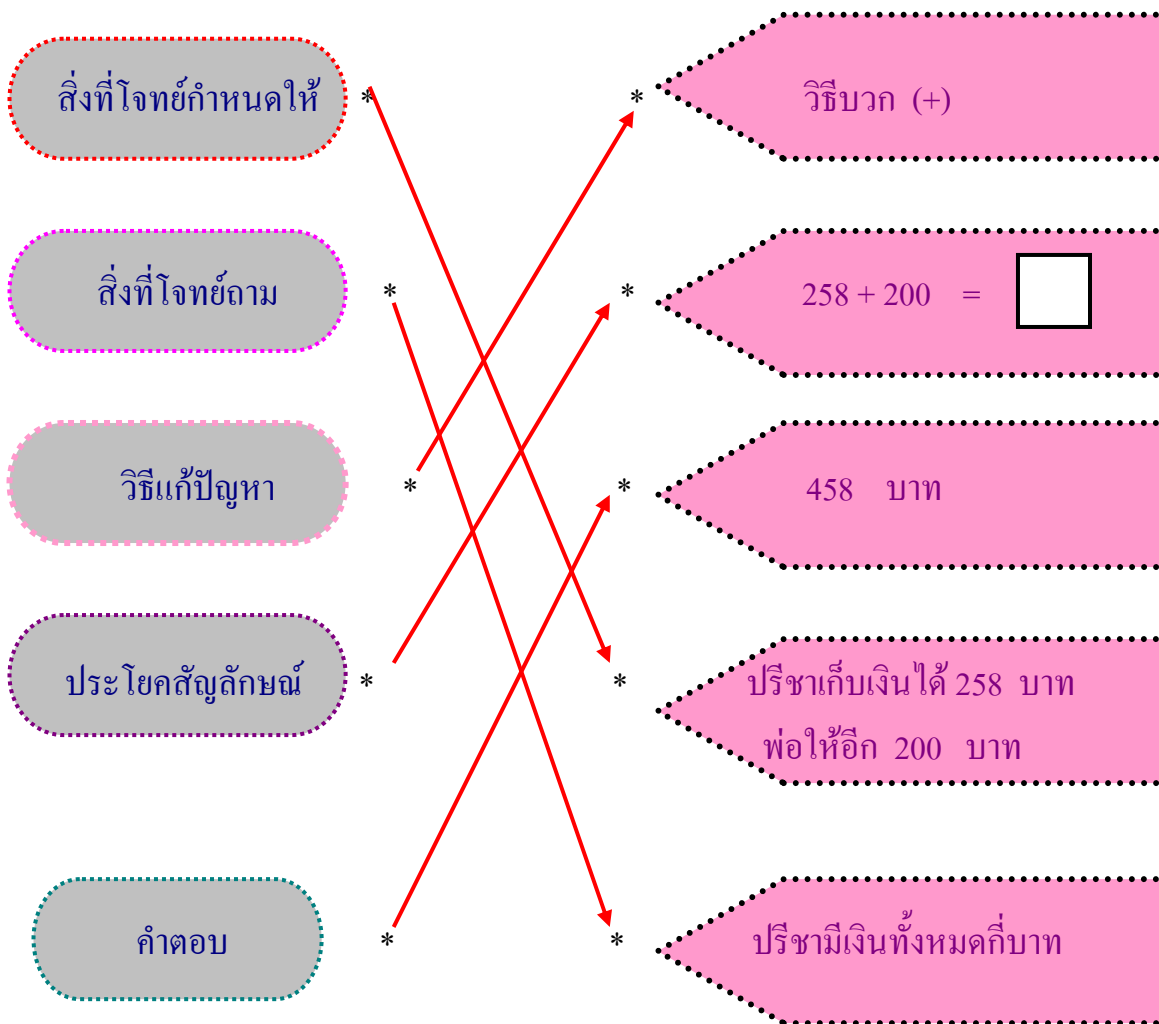 สิ่งที่โจทย์กำหนดให้ * * วิธีบวก (+)
สิ่งที่โจทย์ถาม * * 258 + 200 =
วิธีแก้ปัญหา * * 458 บาท
ประโยคสัญลักษณ์ * * ปรีชาเก็บเงินได้ 258 บาท
พ่อให้อีก 200 บาท
คำตอบ * * ปรีชามีเงินทั้งหมดกี่บาท